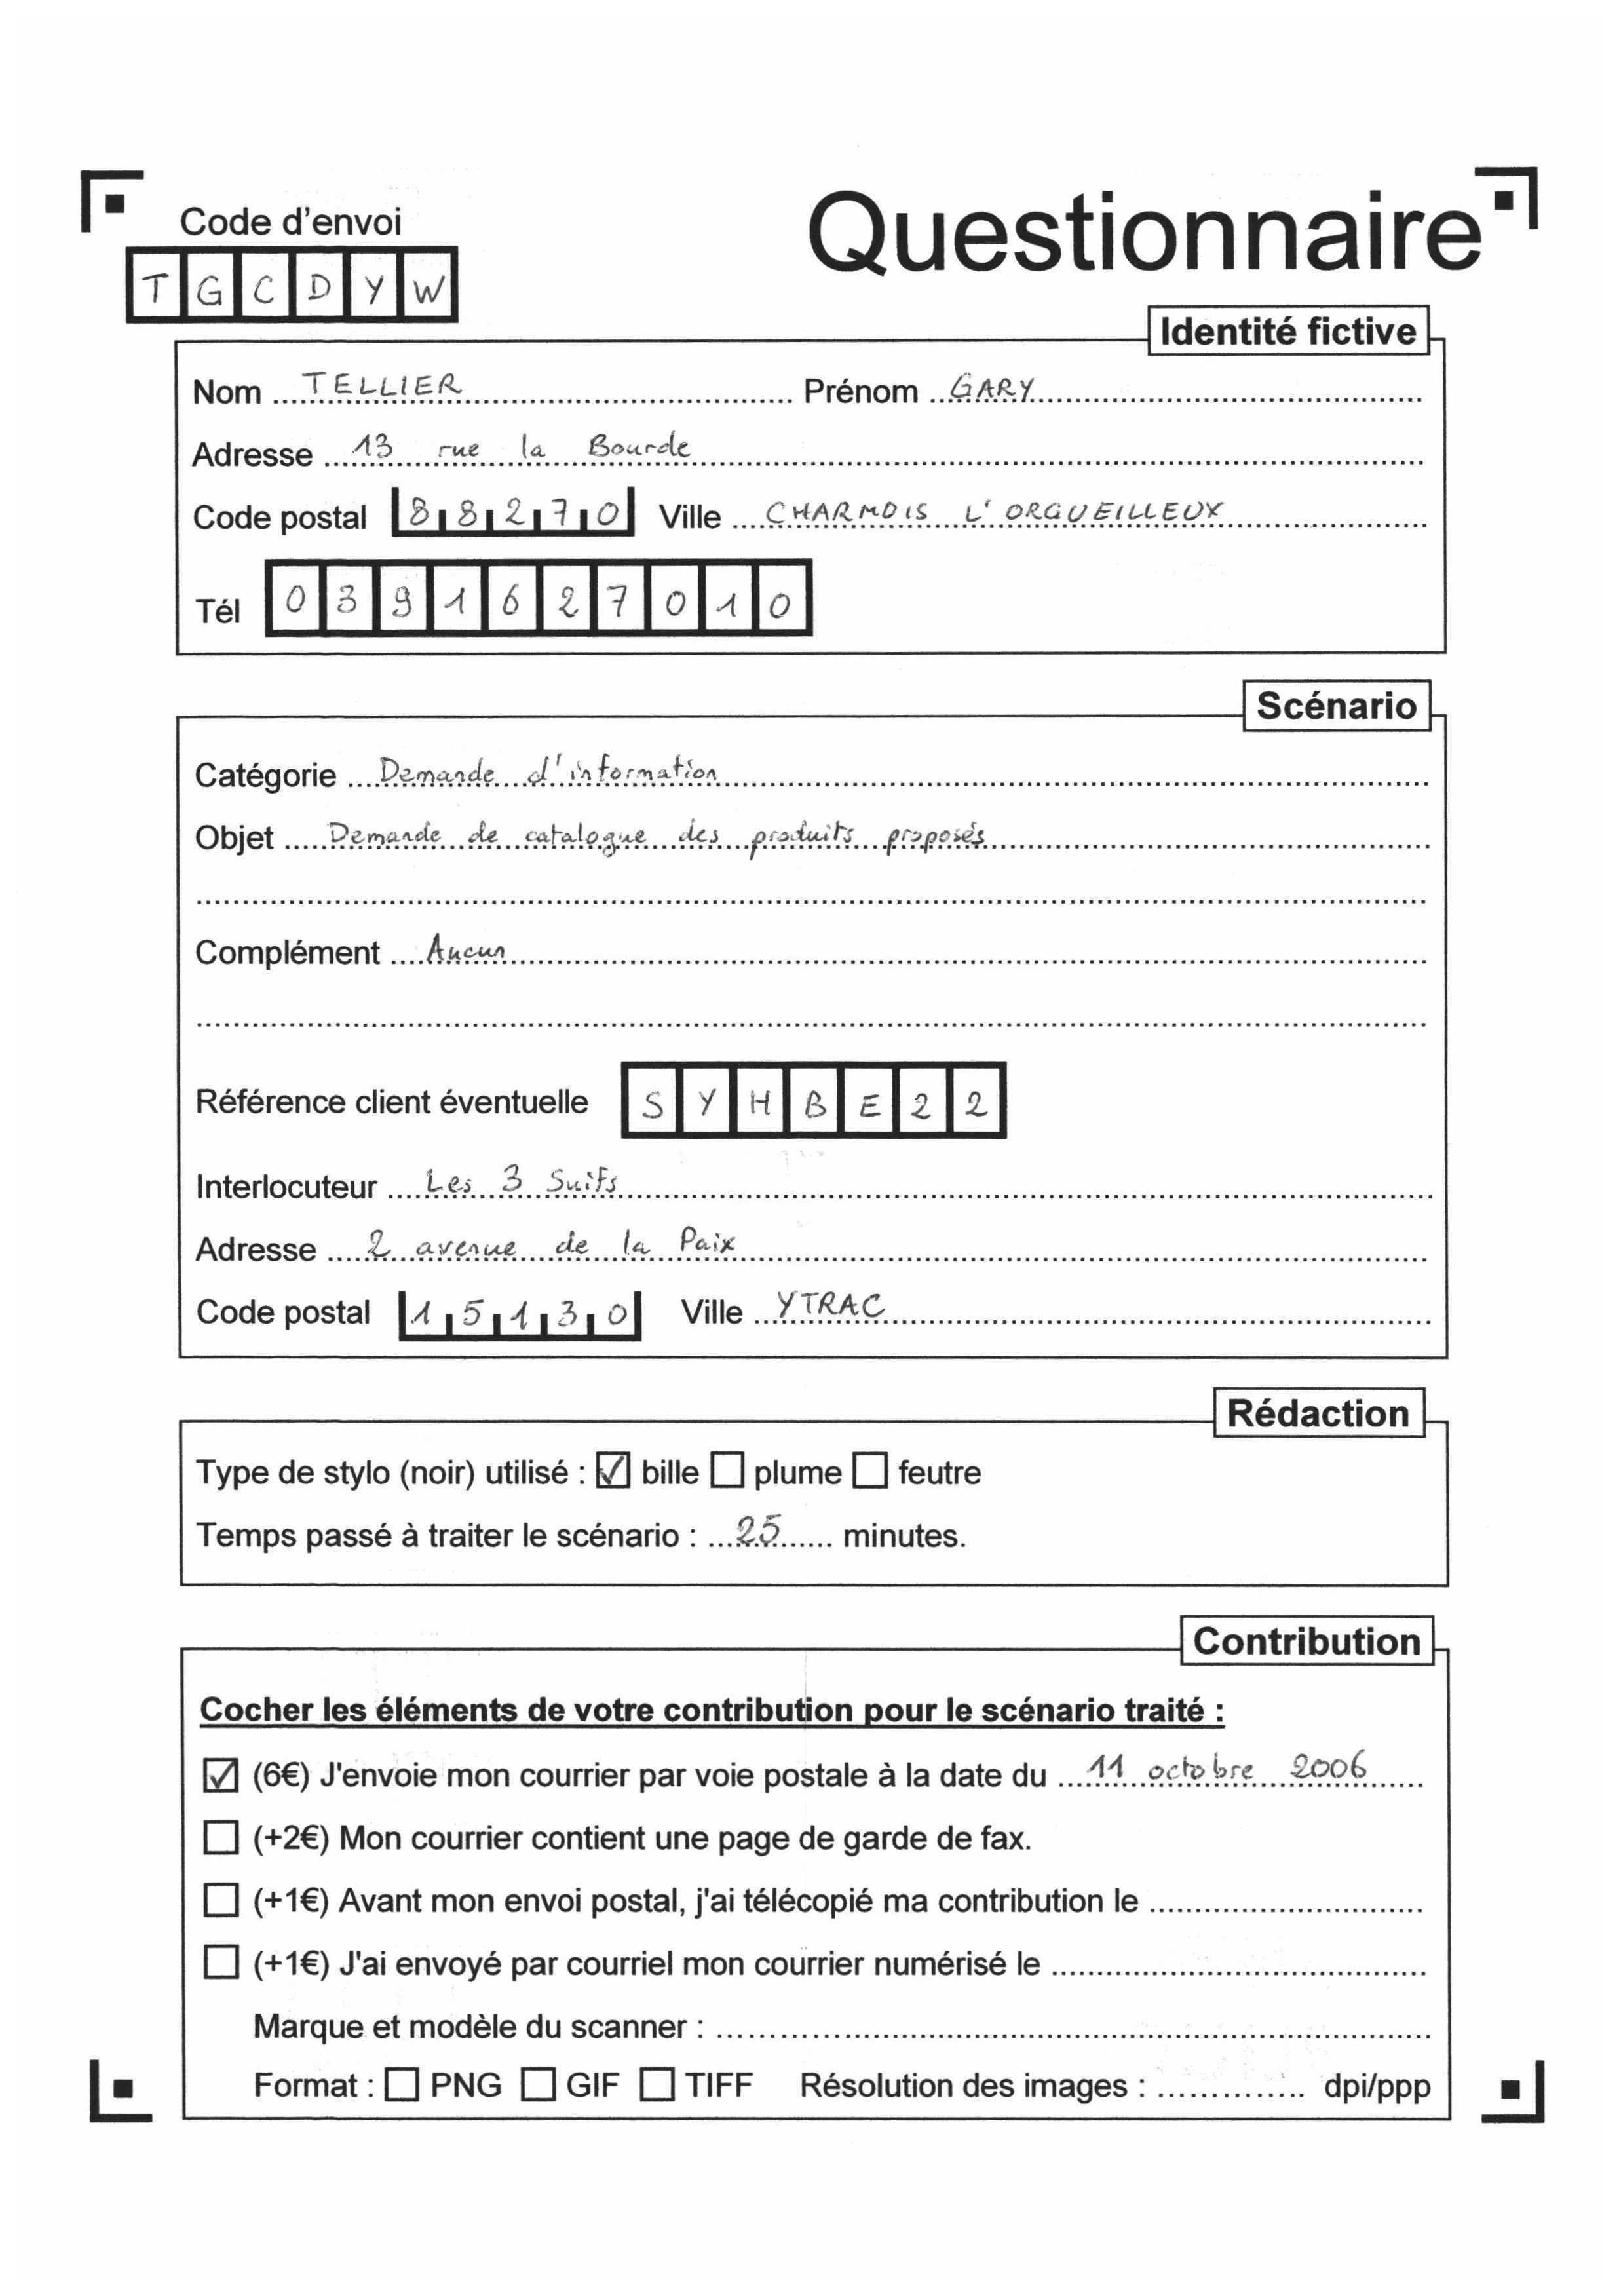 Code d'envoi
Questionnaire
T G C D Y W
Identité fictive
Nom TELLIER Prénom GARY
Adresse 13 rue la Bourde
Code postal 88270 Ville CHARMOIS L'ORGUEILLEUX
Tél 0391627010
Scénario
Catégorie Demande d'information
Objet Demande de catalogue des produits proposés
Complément Aucun
Référence client éventuelle S Y H B E 2 2
Interlocuteur Les 3 Suifs
Adresse 2 avenue de la Paix
Code postal 15130 Ville YTRAC
Rédaction
Type de stylo (noir) utilisé : ☑ bille ☐ plume ☐ feutre
Temps passé à traiter le scénario : 25 minutes.
Contribution
Cocher les éléments de votre contribution pour le scénario traité :
☑ (6€) J'envoie mon courrier par voie postale à la date du 11 octobre 2006
☐ (+2€) Mon courrier contient une page de garde de fax.
☐ (+1€) Avant mon envoi postal, j'ai télécopié ma contribution le
☐ (+1€) J'ai envoyé par courriel mon courrier numérisé le
Marque et modèle du scanner :
Format : ☐ PNG ☐ GIF ☐ TIFF Résolution des images : dpi/ppp